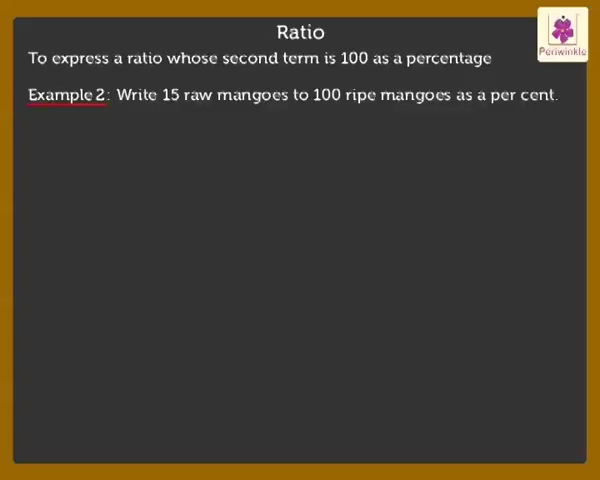 Ratio
Periwinkle
To express a ratio whose second term is 100 as a percentage
Example 2: Write 15 raw mangoes to 100 ripe mangoes as a per cent.